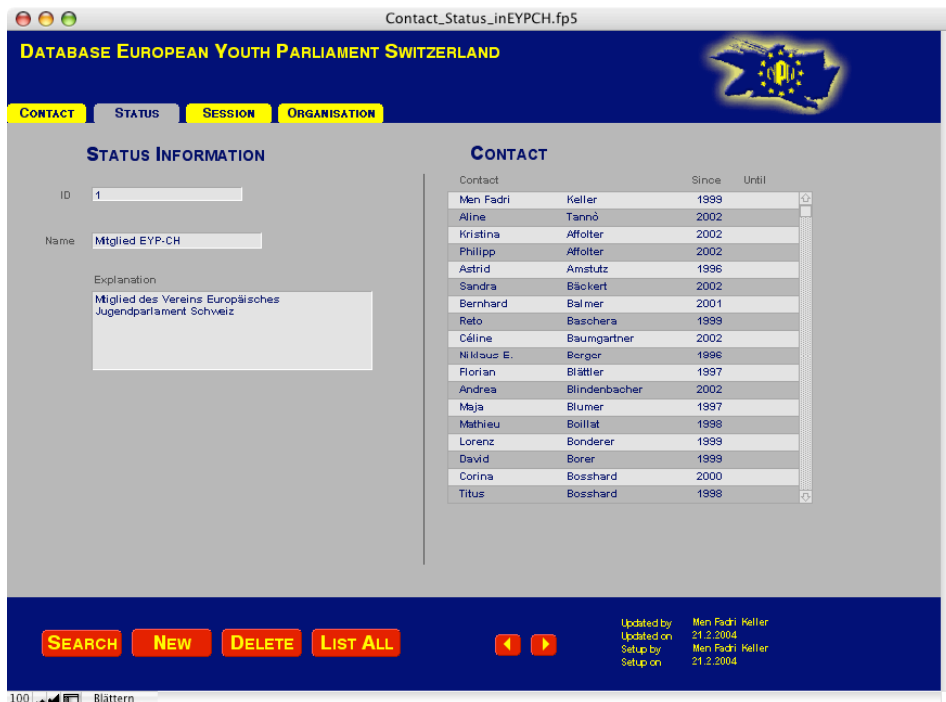 Contact_Status_inEYPCH.fp5
DATABASE EUROPEAN YOUTH PARLIAMENT SWITZERLAND
CONTACT STATUS SESSION ORGANISATION
STATUS INFORMATION
ID 1
Name Mitglied EYP-CH
Explanation
Mitglied des Vereins Europäisches
Jugendparlament Schweiz
CONTACT
Contact Since Until
Men Fadri Keller 1999
Aline Tannò 2002
Kristina Affolter 2002
Philipp Affolter 2002
Astrid Amstutz 1996
Sandra Bäckert 2002
Bernhard Balmer 2001
Reto Baschera 1999
Céline Baumgartner 2002
Niklaus E. Berger 1996
Florian Blättler 1997
Andrea Blindenbacher 2002
Maja Blumer 1997
Mathieu Boillat 1998
Lorenz Bonderer 1999
David Borer 1999
Corina Bosshard 2000
Titus Bosshard 1998
SEARCH NEW DELETE LIST ALL
Updated by Men Fadri Keller
Updated on 21.2.2004
Setup by Men Fadri Keller
Setup on 21.2.2004
100 Blättern